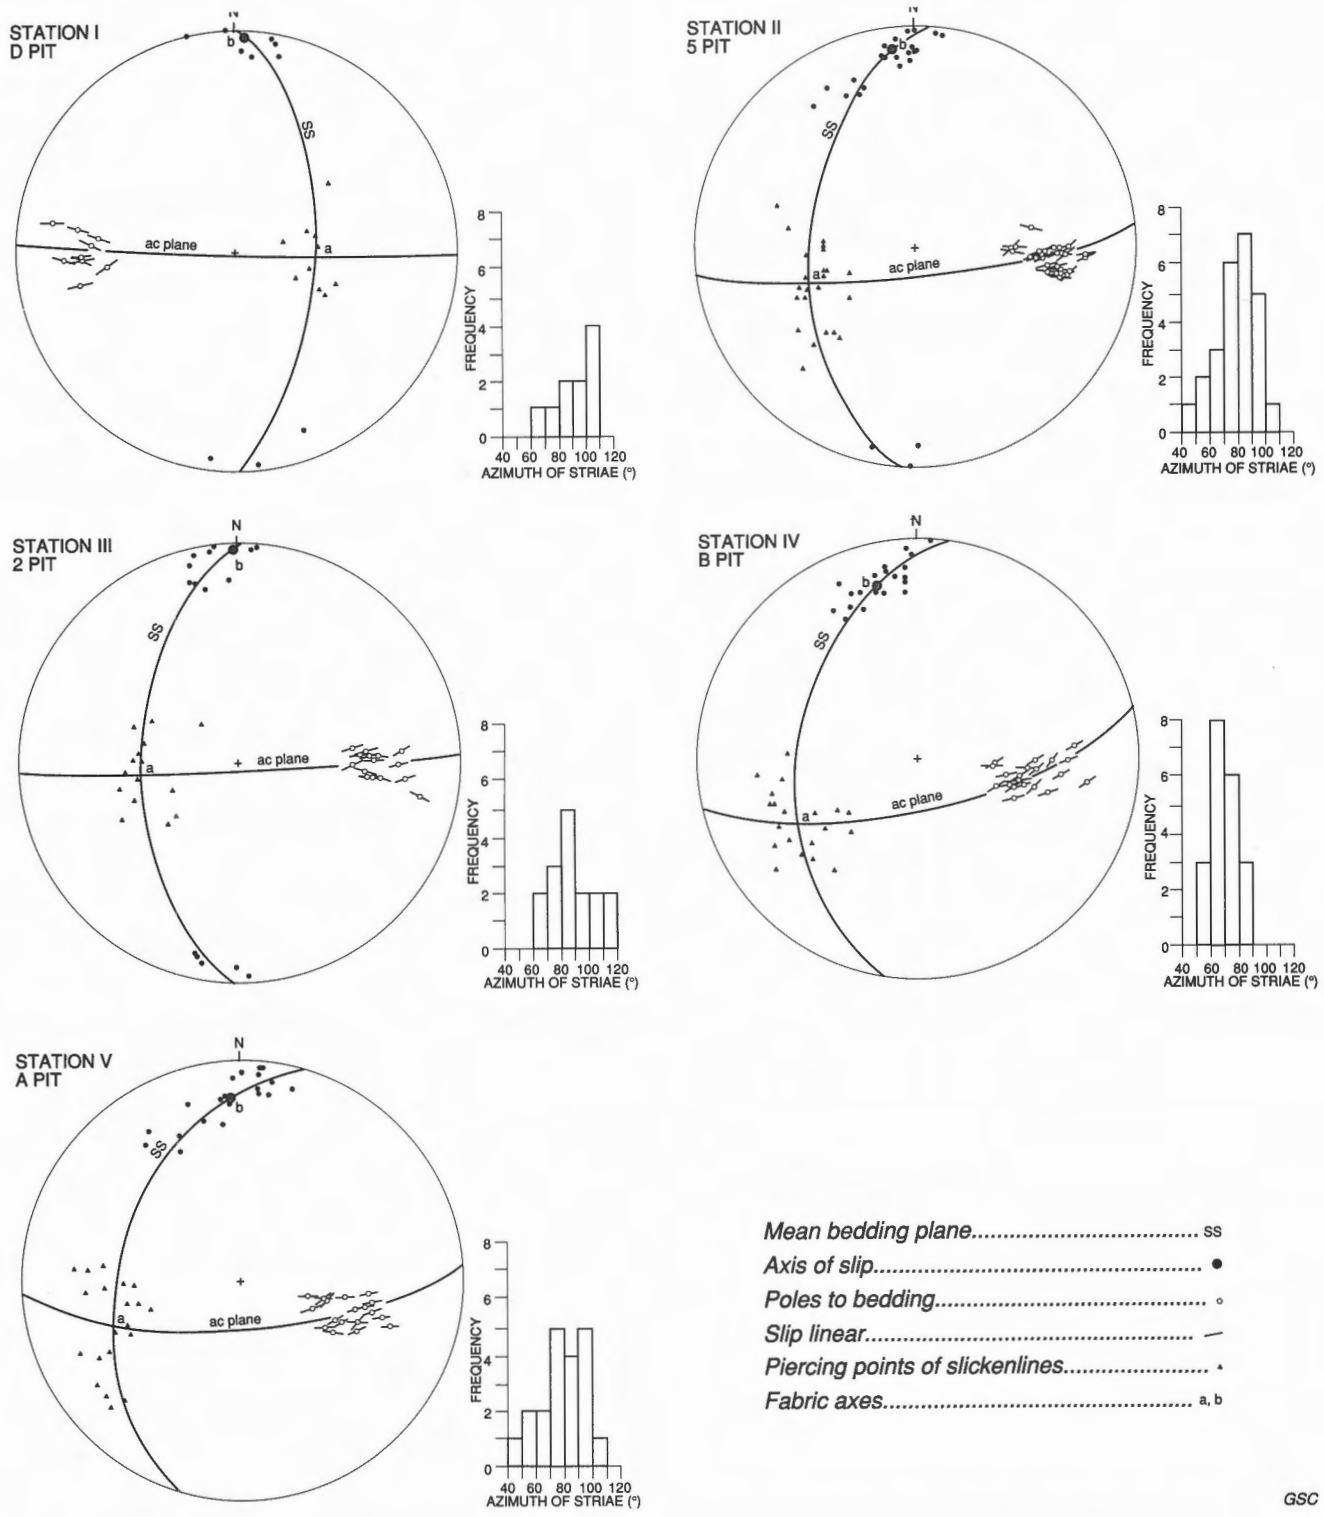 STATION I
D PIT
N
b
SS
ac plane
a
FREQUENCY
8
6
4
2
0
40 60 80 100 120
AZIMUTH OF STRIAE (°)
STATION II
5 PIT
N
b
SS
ac plane
a
FREQUENCY
8
6
4
2
0
40 60 80 100 120
AZIMUTH OF STRIAE (°)
STATION III
2 PIT
N
b
SS
ac plane
a
FREQUENCY
8
6
4
2
0
40 60 80 100 120
AZIMUTH OF STRIAE (°)
STATION IV
B PIT
N
b
SS
ac plane
a
FREQUENCY
8
6
4
2
0
40 60 80 100 120
AZIMUTH OF STRIAE (°)
STATION V
A PIT
N
b
SS
ac plane
a
FREQUENCY
8
6
4
2
0
40 60 80 100 120
AZIMUTH OF STRIAE (°)
Mean bedding plane.................................. SS
Axis of slip.................................................. ●
Poles to bedding......................................... ○
Slip linear................................................... —
Piercing points of slickenlines..................... ▲
Fabric axes............................................... a, b
GSC